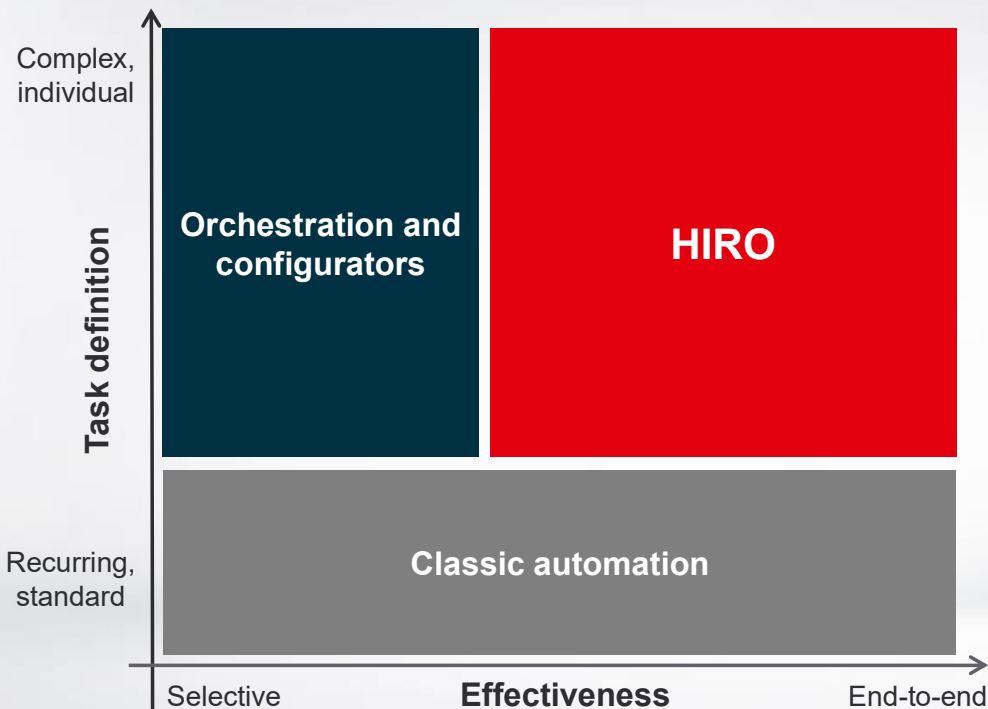 Complex,
individual
Task definition
Orchestration and
configurators
HIRO
Recurring,
standard
Classic automation
Selective
Effectiveness
End-to-end